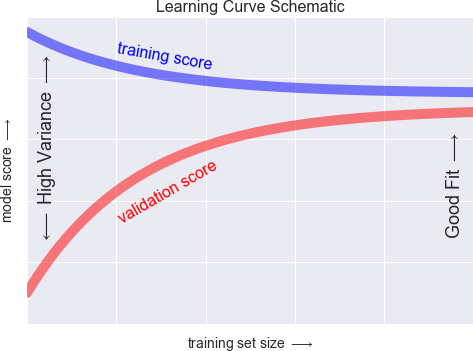 Learning Curve Schematic
training score
← High Variance →
validation score
Good Fit →
model score →
training set size →